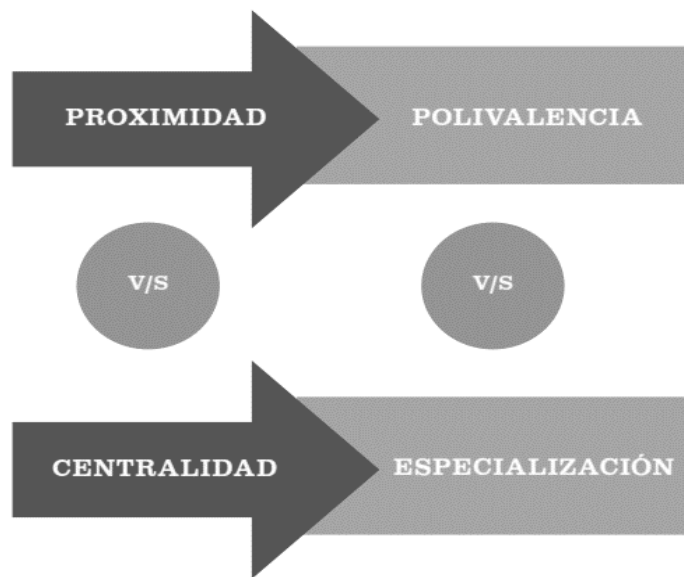 PROXIMIDAD
POLIVALENCIA
V/S
V/S
CENTRALIDAD
ESPECIALIZACIÓN